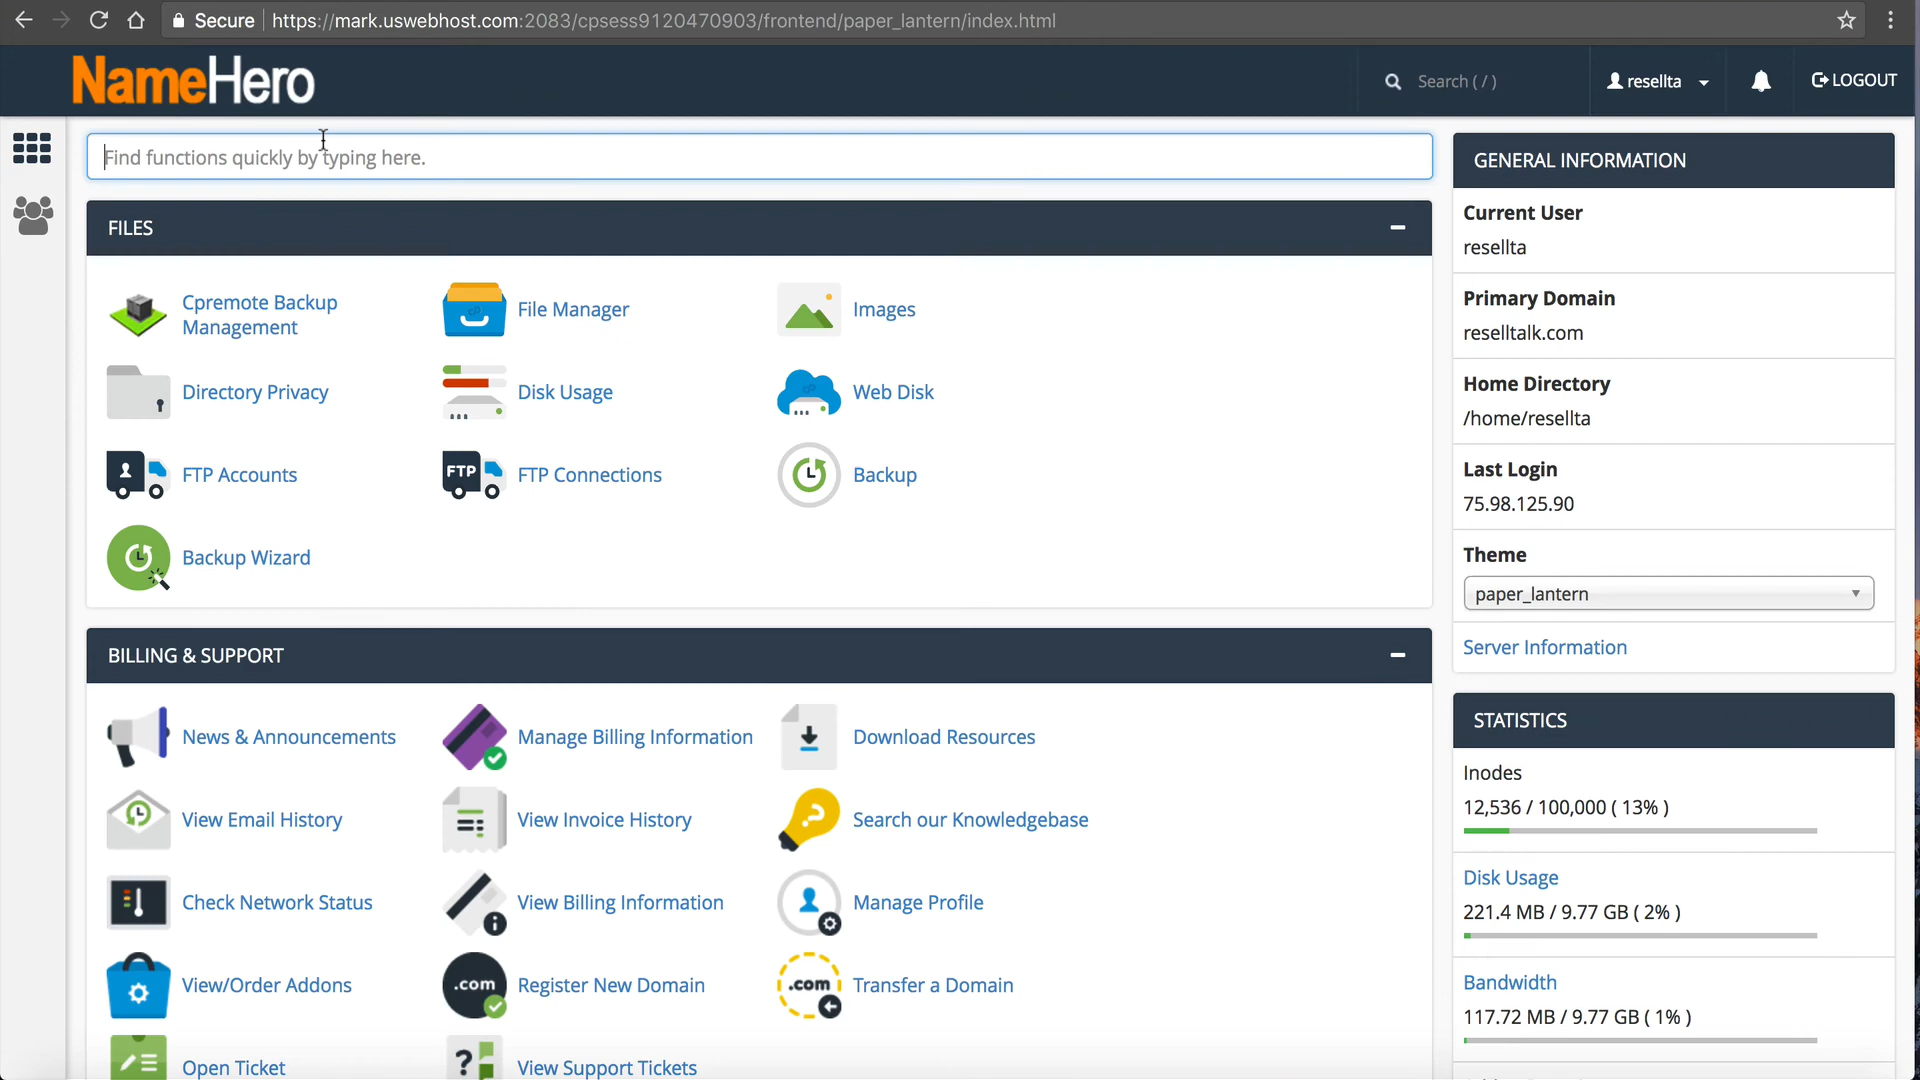 Secure https://mark.uswebhost.com:2083/cpsess9120470903/frontend/paper_lantern/index.html
NameHero
Search ( / )
resellta
LOGOUT
Find functions quickly by typing here.
FILES
Cpremote Backup
Management
File Manager
Images
Directory Privacy
Disk Usage
Web Disk
FTP Accounts
FTP
FTP Connections
Backup
Backup Wizard
BILLING & SUPPORT
News & Announcements
Manage Billing Information
Download Resources
View Email History
View Invoice History
Search our Knowledgebase
Check Network Status
View Billing Information
Manage Profile
View/Order Addons
.com
Register New Domain
.com
Transfer a Domain
Open Ticket
View Support Tickets
GENERAL INFORMATION
Current User
resellta
Primary Domain
reselltalk.com
Home Directory
/home/resellta
Last Login
75.98.125.90
Theme
paper_lantern
Server Information
STATISTICS
Inodes
12,536 / 100,000 ( 13% )
Disk Usage
221.4 MB / 9.77 GB ( 2% )
Bandwidth
117.72 MB / 9.77 GB ( 1% )